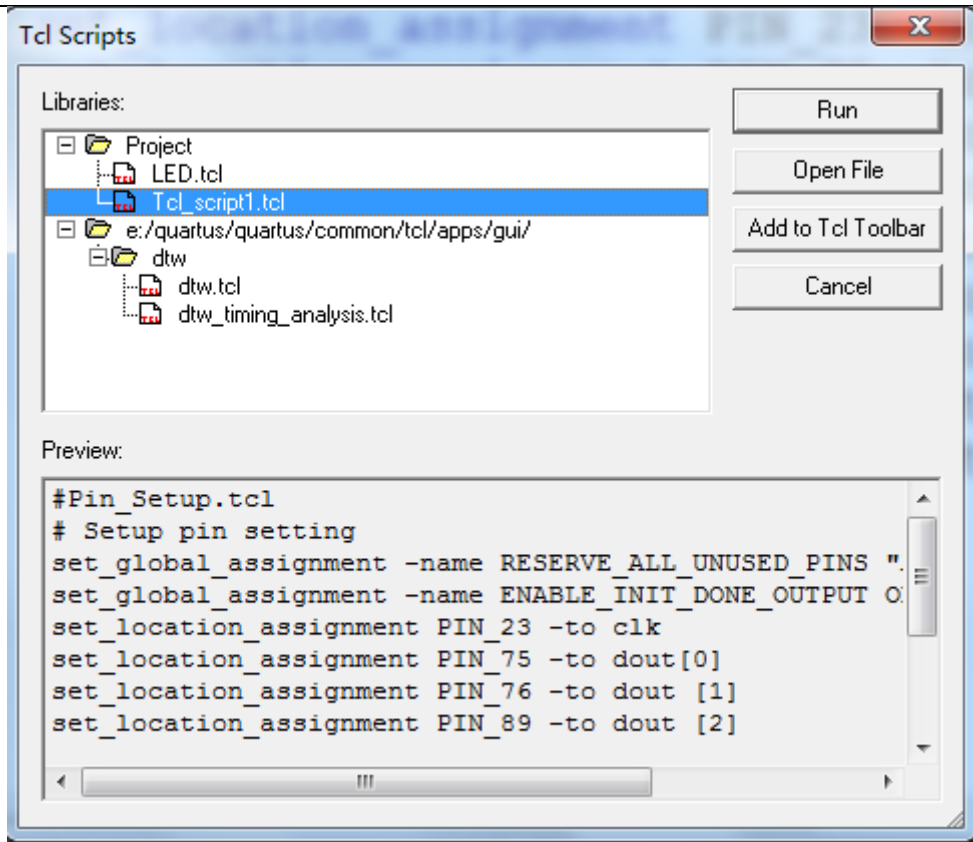 Tcl Scripts
Libraries:
Project
LED.tcl
Tcl_script1.tcl
e:/quartus/quartus/common/tcl/apps/gui/
dtw
dtw.tcl
dtw_timing_analysis.tcl
Run
Open File
Add to Tcl Toolbar
Cancel
Preview:
#Pin_Setup.tcl
# Setup pin setting
set_global_assignment -name RESERVE_ALL_UNUSED_PINS
set_global_assignment -name ENABLE_INIT_DONE_OUTPUT
set_location_assignment PIN_23 -to clk
set_location_assignment PIN_75 -to dout[0]
set_location_assignment PIN_76 -to dout [1]
set_location_assignment PIN_89 -to dout [2]